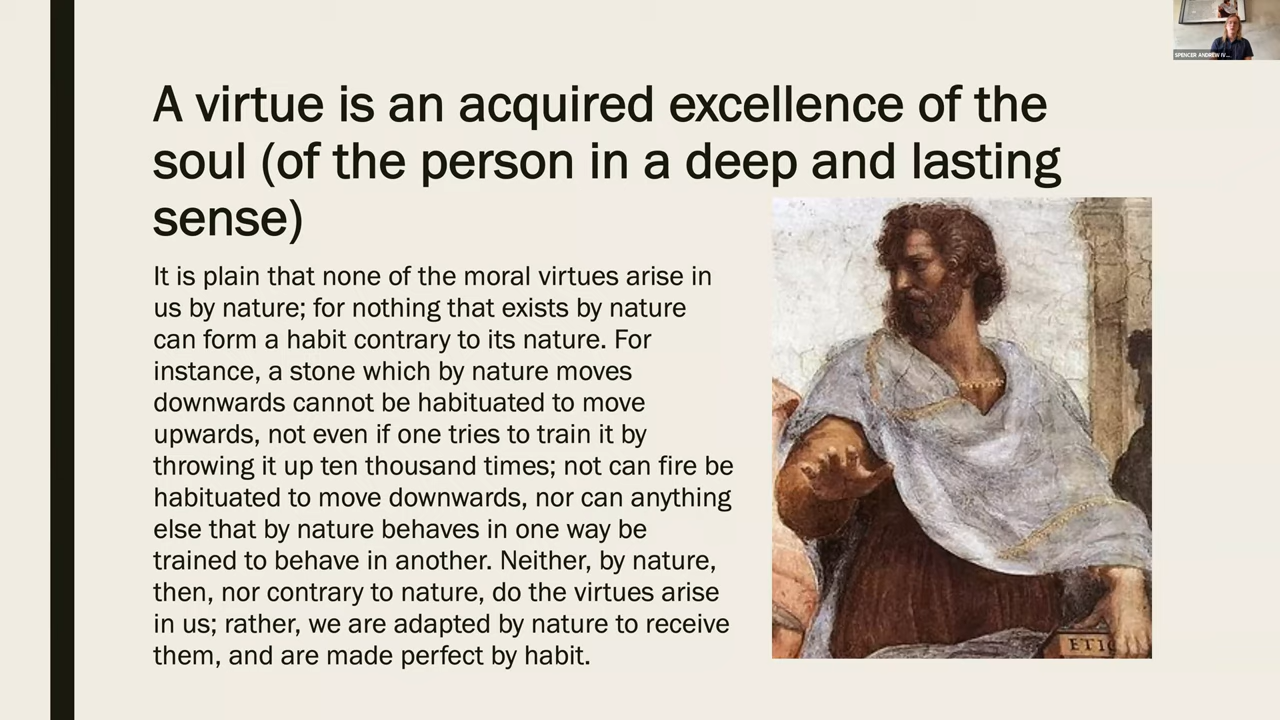 SPENCER ANDREW IV...
A virtue is an acquired excellence of the
soul (of the person in a deep and lasting
sense)
It is plain that none of the moral virtues arise in
us by nature; for nothing that exists by nature
can form a habit contrary to its nature. For
instance, a stone which by nature moves
downwards cannot be habituated to move
upwards, not even if one tries to train it by
throwing it up ten thousand times; not can fire be
habituated to move downwards, nor can anything
else that by nature behaves in one way be
trained to behave in another. Neither, by nature,
then, nor contrary to nature, do the virtues arise
in us; rather, we are adapted by nature to receive
them, and are made perfect by habit.
ETIC